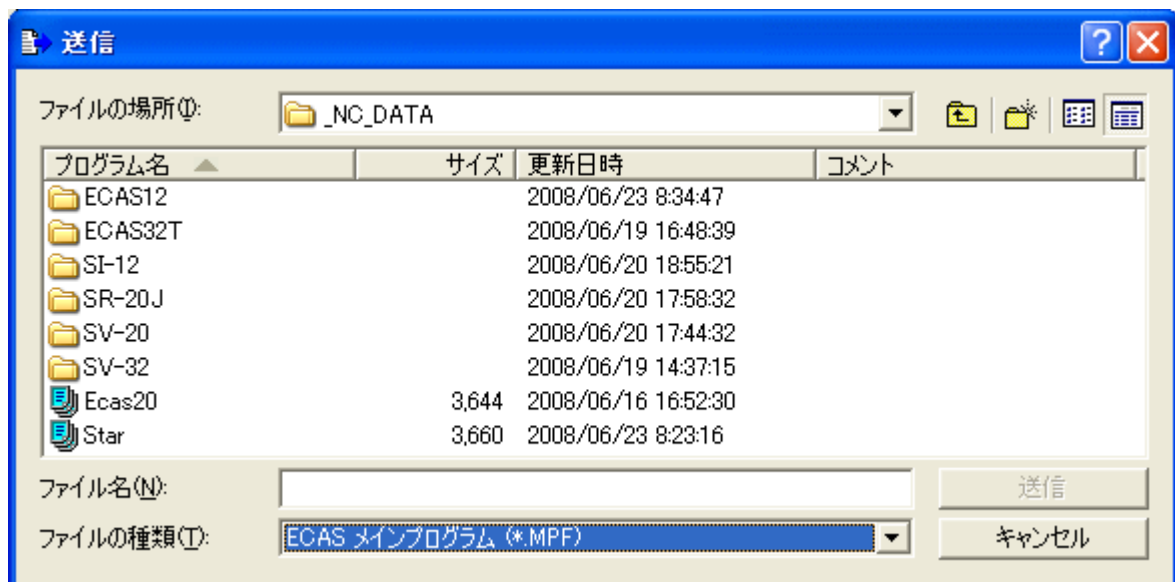 送信
ファイルの場所(I):
_NC_DATA
プログラム名 サイズ 更新日時 コメント
ECAS12 2008/06/23 8:34:47
ECAS32T 2008/06/19 16:48:39
SI-12 2008/06/20 18:55:21
SR-20J 2008/06/20 17:58:32
SV-20 2008/06/20 17:44:32
SV-32 2008/06/19 14:37:15
Ecas20 3,644 2008/06/16 16:52:30
Star 3,660 2008/06/23 8:23:16
ファイル名(N): 送信
ファイルの種類(T): ECAS メインプログラム (*.MPF) キャンセル